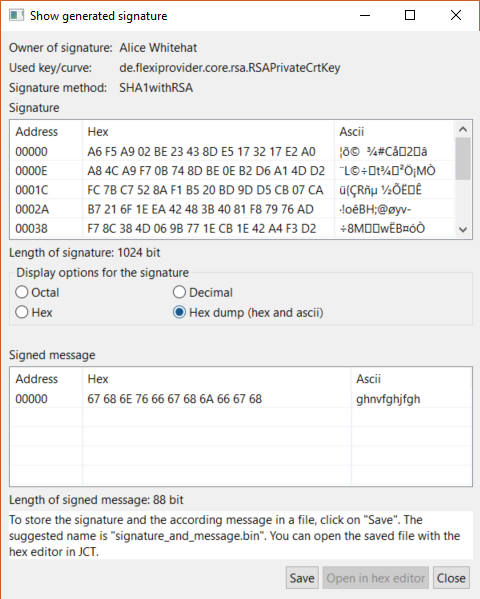 Show generated signature
Owner of signature: Alice Whitehat
Used key/curve: de.flexiprovider.core.rsa.RSAPrivateCrtKey
Signature method: SHA1withRSA
Signature
Address Hex Ascii
00000 A6 F5 A9 02 BE 23 43 8D E5 17 32 17 E2 A0 ¦õ© ¾#Cå□2□â
0000E A8 4C A9 F7 0B 74 8D BE 0E B2 D6 A1 4D D2 ¨L©÷□t¾□²Ö¡MÒ
0001C FC 7B C7 52 8A F1 B5 20 BD 9D D5 CB 07 CA ü{ÇRñµ ½ÕË□Ê
0002A B7 21 6F 1E EA 42 48 3B 40 81 F8 79 76 AD ·!oêBH;@øyv-
00038 F7 8C 38 4D 06 9B 77 1E CB 1E 42 A4 F3 D2 ÷8M□□wËB¤óÒ
Length of signature: 1024 bit
Display options for the signature
Octal Decimal
Hex Hex dump (hex and ascii)
Signed message
Address Hex Ascii
00000 67 68 6E 76 66 67 68 6A 66 67 68 ghnvfghjfgh
Length of signed message: 88 bit
To store the signature and the according message in a file, click on "Save". The
suggested name is "signature_and_message.bin". You can open the saved file with the
hex editor in JCT.
Save Open in hex editor Close